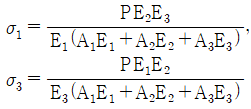 σ₁ = PE₂E₃ / E₁(A₁E₁+A₂E₂+A₃E₃),
σ₃ = PE₁E₂ / E₃(A₁E₁+A₂E₂+A₃E₃)